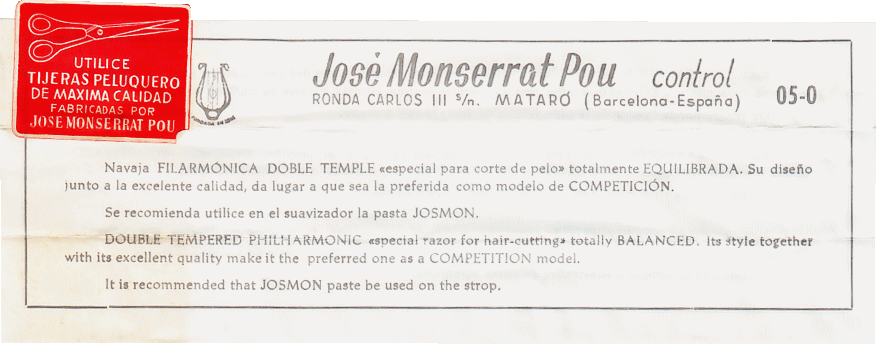 UTILICE
TIJERAS PELUQUERO
DE MAXIMA CALIDAD
FABRICADAS POR
JOSE MONSERRAT POU
José Monserrat Pou control
RONDA CARLOS III s/n. MATARÓ (Barcelona-España) 05-0
Navaja FILARMÓNICA DOBLE TEMPLE «especial para corte de pelo» totalmente EQUILIBRADA. Su diseño
junto a la excelente calidad, da lugar a que sea la preferida como modelo de COMPETICIÓN.
Se recomienda utilice en el suavizador la pasta JOSMON.
DOUBLE TEMPERED PHILHARMONIC «especial razor for hair-cutting» totally BALANCED. Its style together
with its excellent quality make it the preferred one as a COMPETITION model.
It is recommended that JOSMON paste be used on the strop.